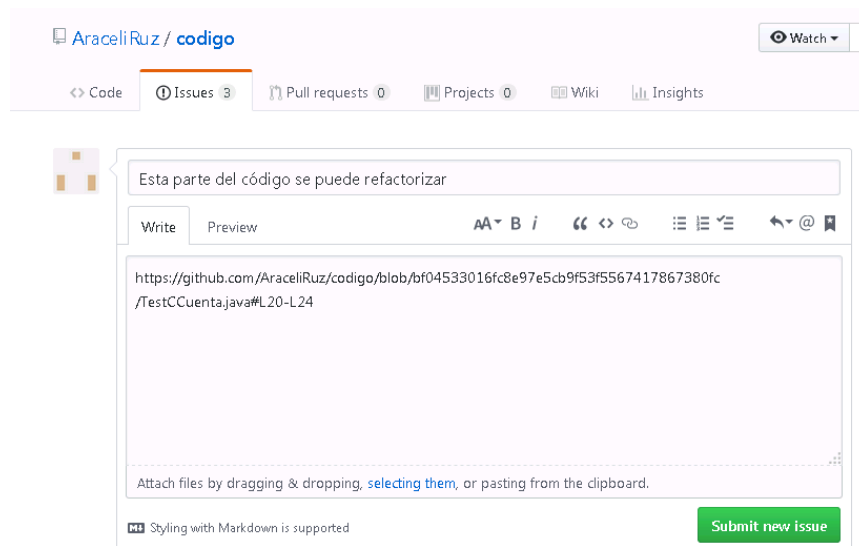 AraceliRuz / codigo
Watch
Code Issues 3 Pull requests 0 Projects 0 Wiki Insights
Esta parte del código se puede refactorizar
Write Preview AA B i @
https://github.com/AraceliRuz/codigo/blob/bf04533016fc8e97e5cb9f53f5567417867380fc
/TestCCuenta.java#L20-L24
Attach files by dragging & dropping, selecting them, or pasting from the clipboard.
Styling with Markdown is supported
Submit new issue